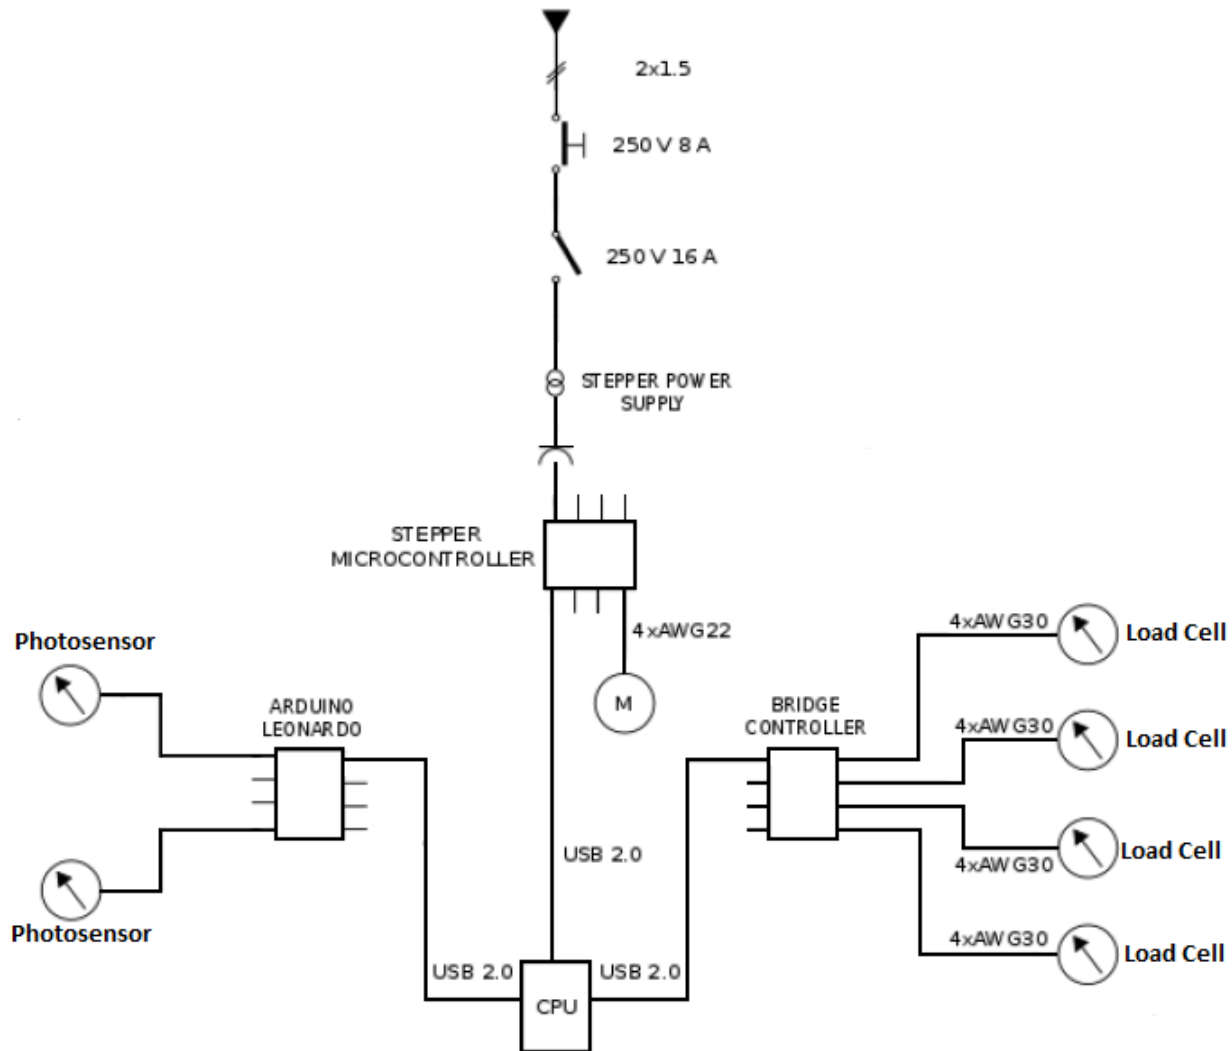 2x1.5
250 V 8 A
250 V 16 A
STEPPER POWER
SUPPLY
STEPPER
MICROCONTROLLER
4xAWG22
M
Photosensor
ARDUINO
LEONARDO
Photosensor
BRIDGE
CONTROLLER
4xAWG30
Load Cell
4xAWG30
Load Cell
4xAWG30
Load Cell
4xAWG30
Load Cell
USB 2.0
USB 2.0
USB 2.0
CPU